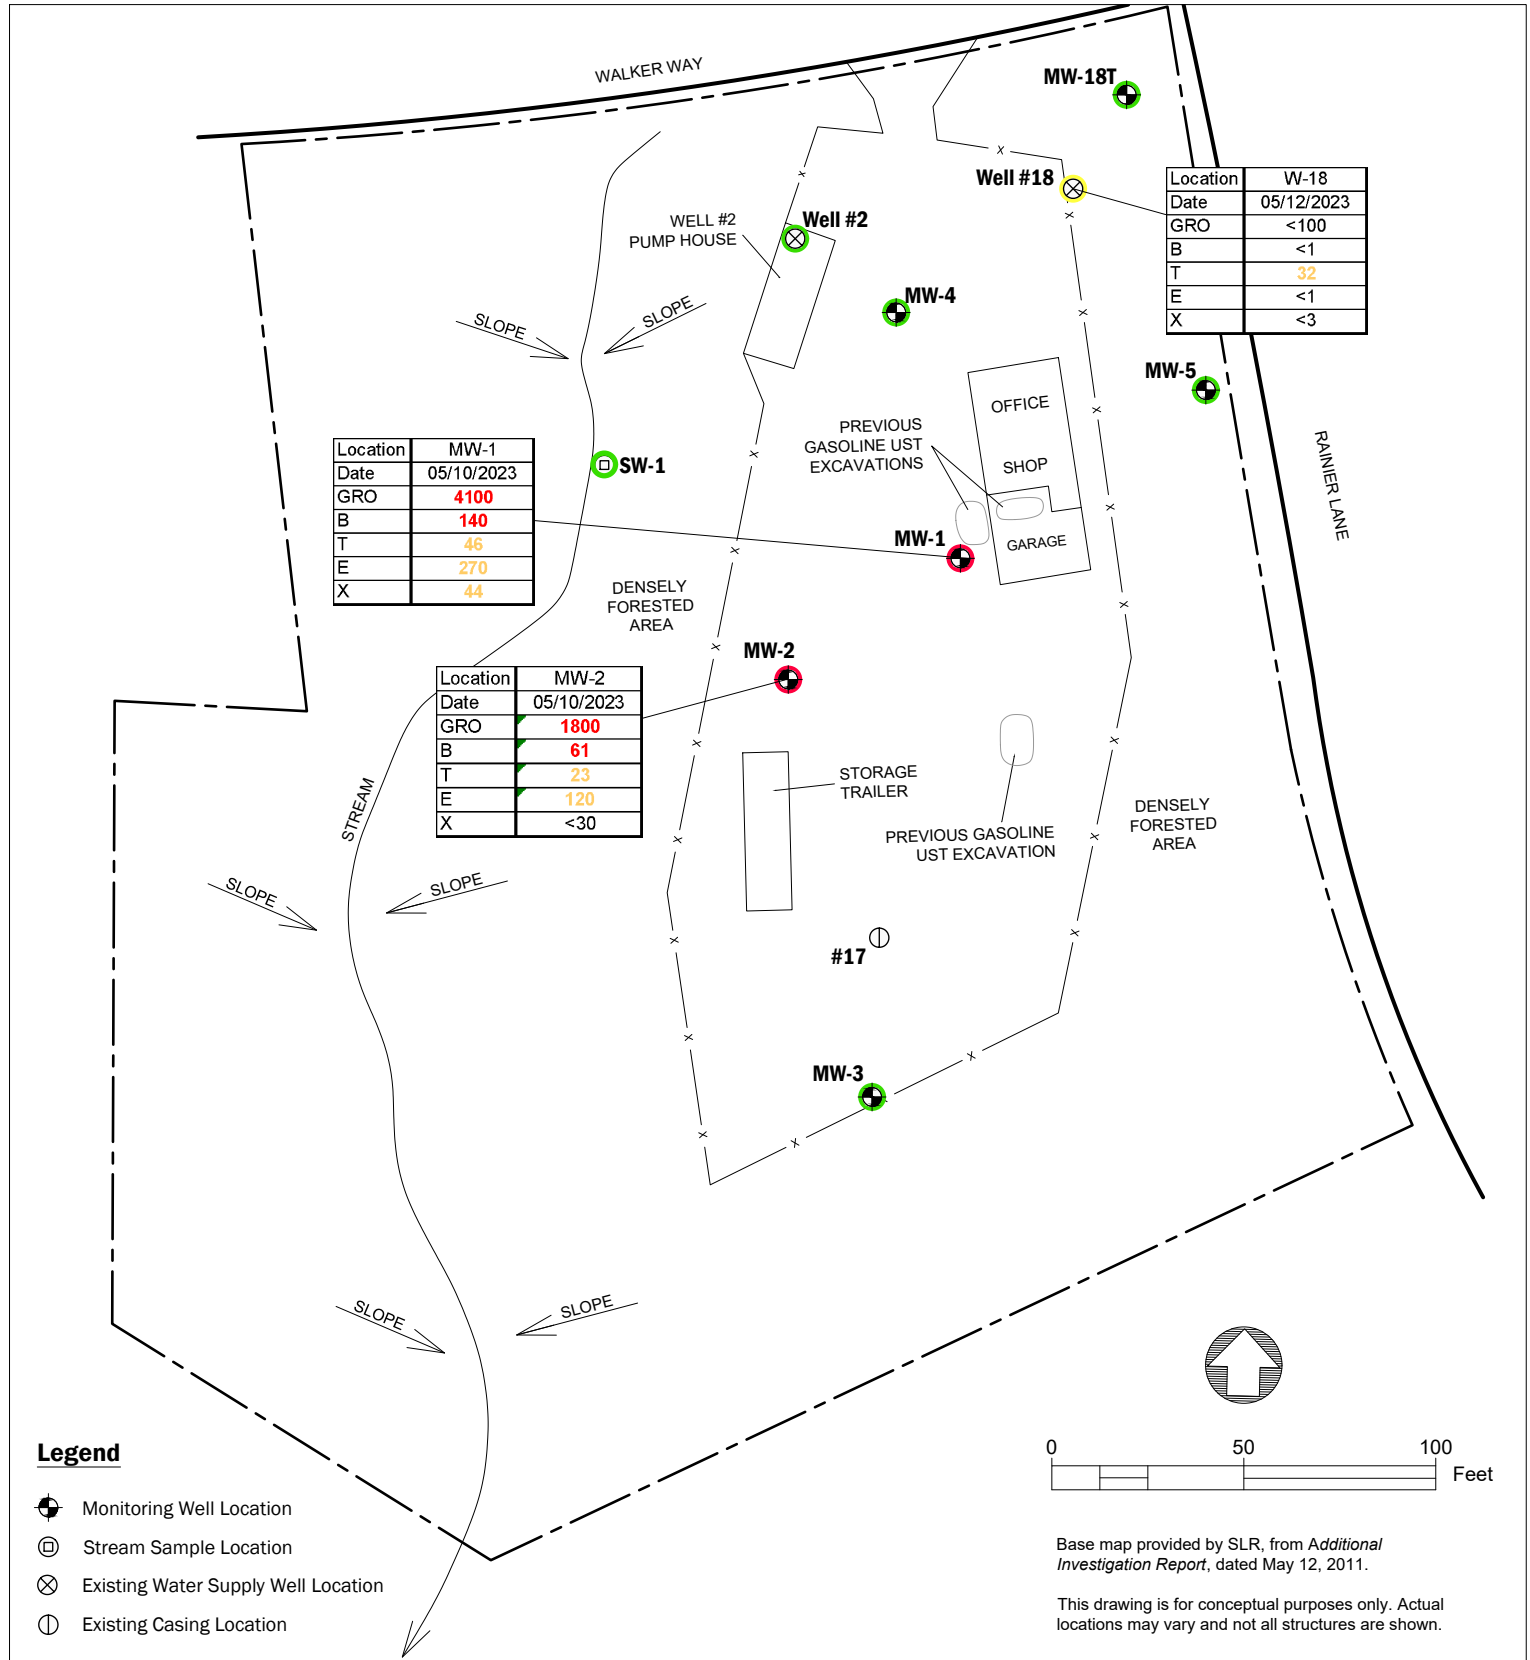 WALKER WAY
MW-18T
Well #18
Location W-18
Date 05/12/2023
GRO <100
B <1
T 32
E <1
X <3
WELL #2
PUMP HOUSE
Well #2
SLOPE
SLOPE
MW-4
MW-5
OFFICE
PREVIOUS
GASOLINE UST
EXCAVATIONS
SHOP
RAINIER LANE
Location MW-1
Date 05/10/2023
GRO 4100
B 140
T 46
E 270
X 44
SW-1
MW-1
GARAGE
DENSELY
FORESTED
AREA
MW-2
Location MW-2
Date 05/10/2023
GRO 1800
B 61
T 23
E 120
X <30
STREAM
STORAGE
TRAILER
PREVIOUS GASOLINE
UST EXCAVATION
DENSELY
FORESTED
AREA
SLOPE
SLOPE
#17
MW-3
SLOPE
SLOPE
Legend
Monitoring Well Location
Stream Sample Location
Existing Water Supply Well Location
Existing Casing Location
0 50 100
Feet
Base map provided by SLR, from Additional
Investigation Report, dated May 12, 2011.
This drawing is for conceptual purposes only. Actual
locations may vary and not all structures are shown.